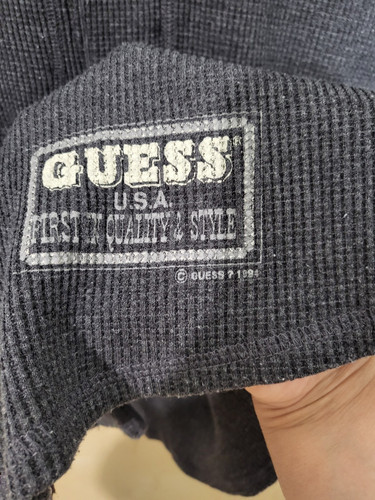 GUESS
U.S.A.
FIRST IN QUALITY & STYLE
© GUESS ? 1994